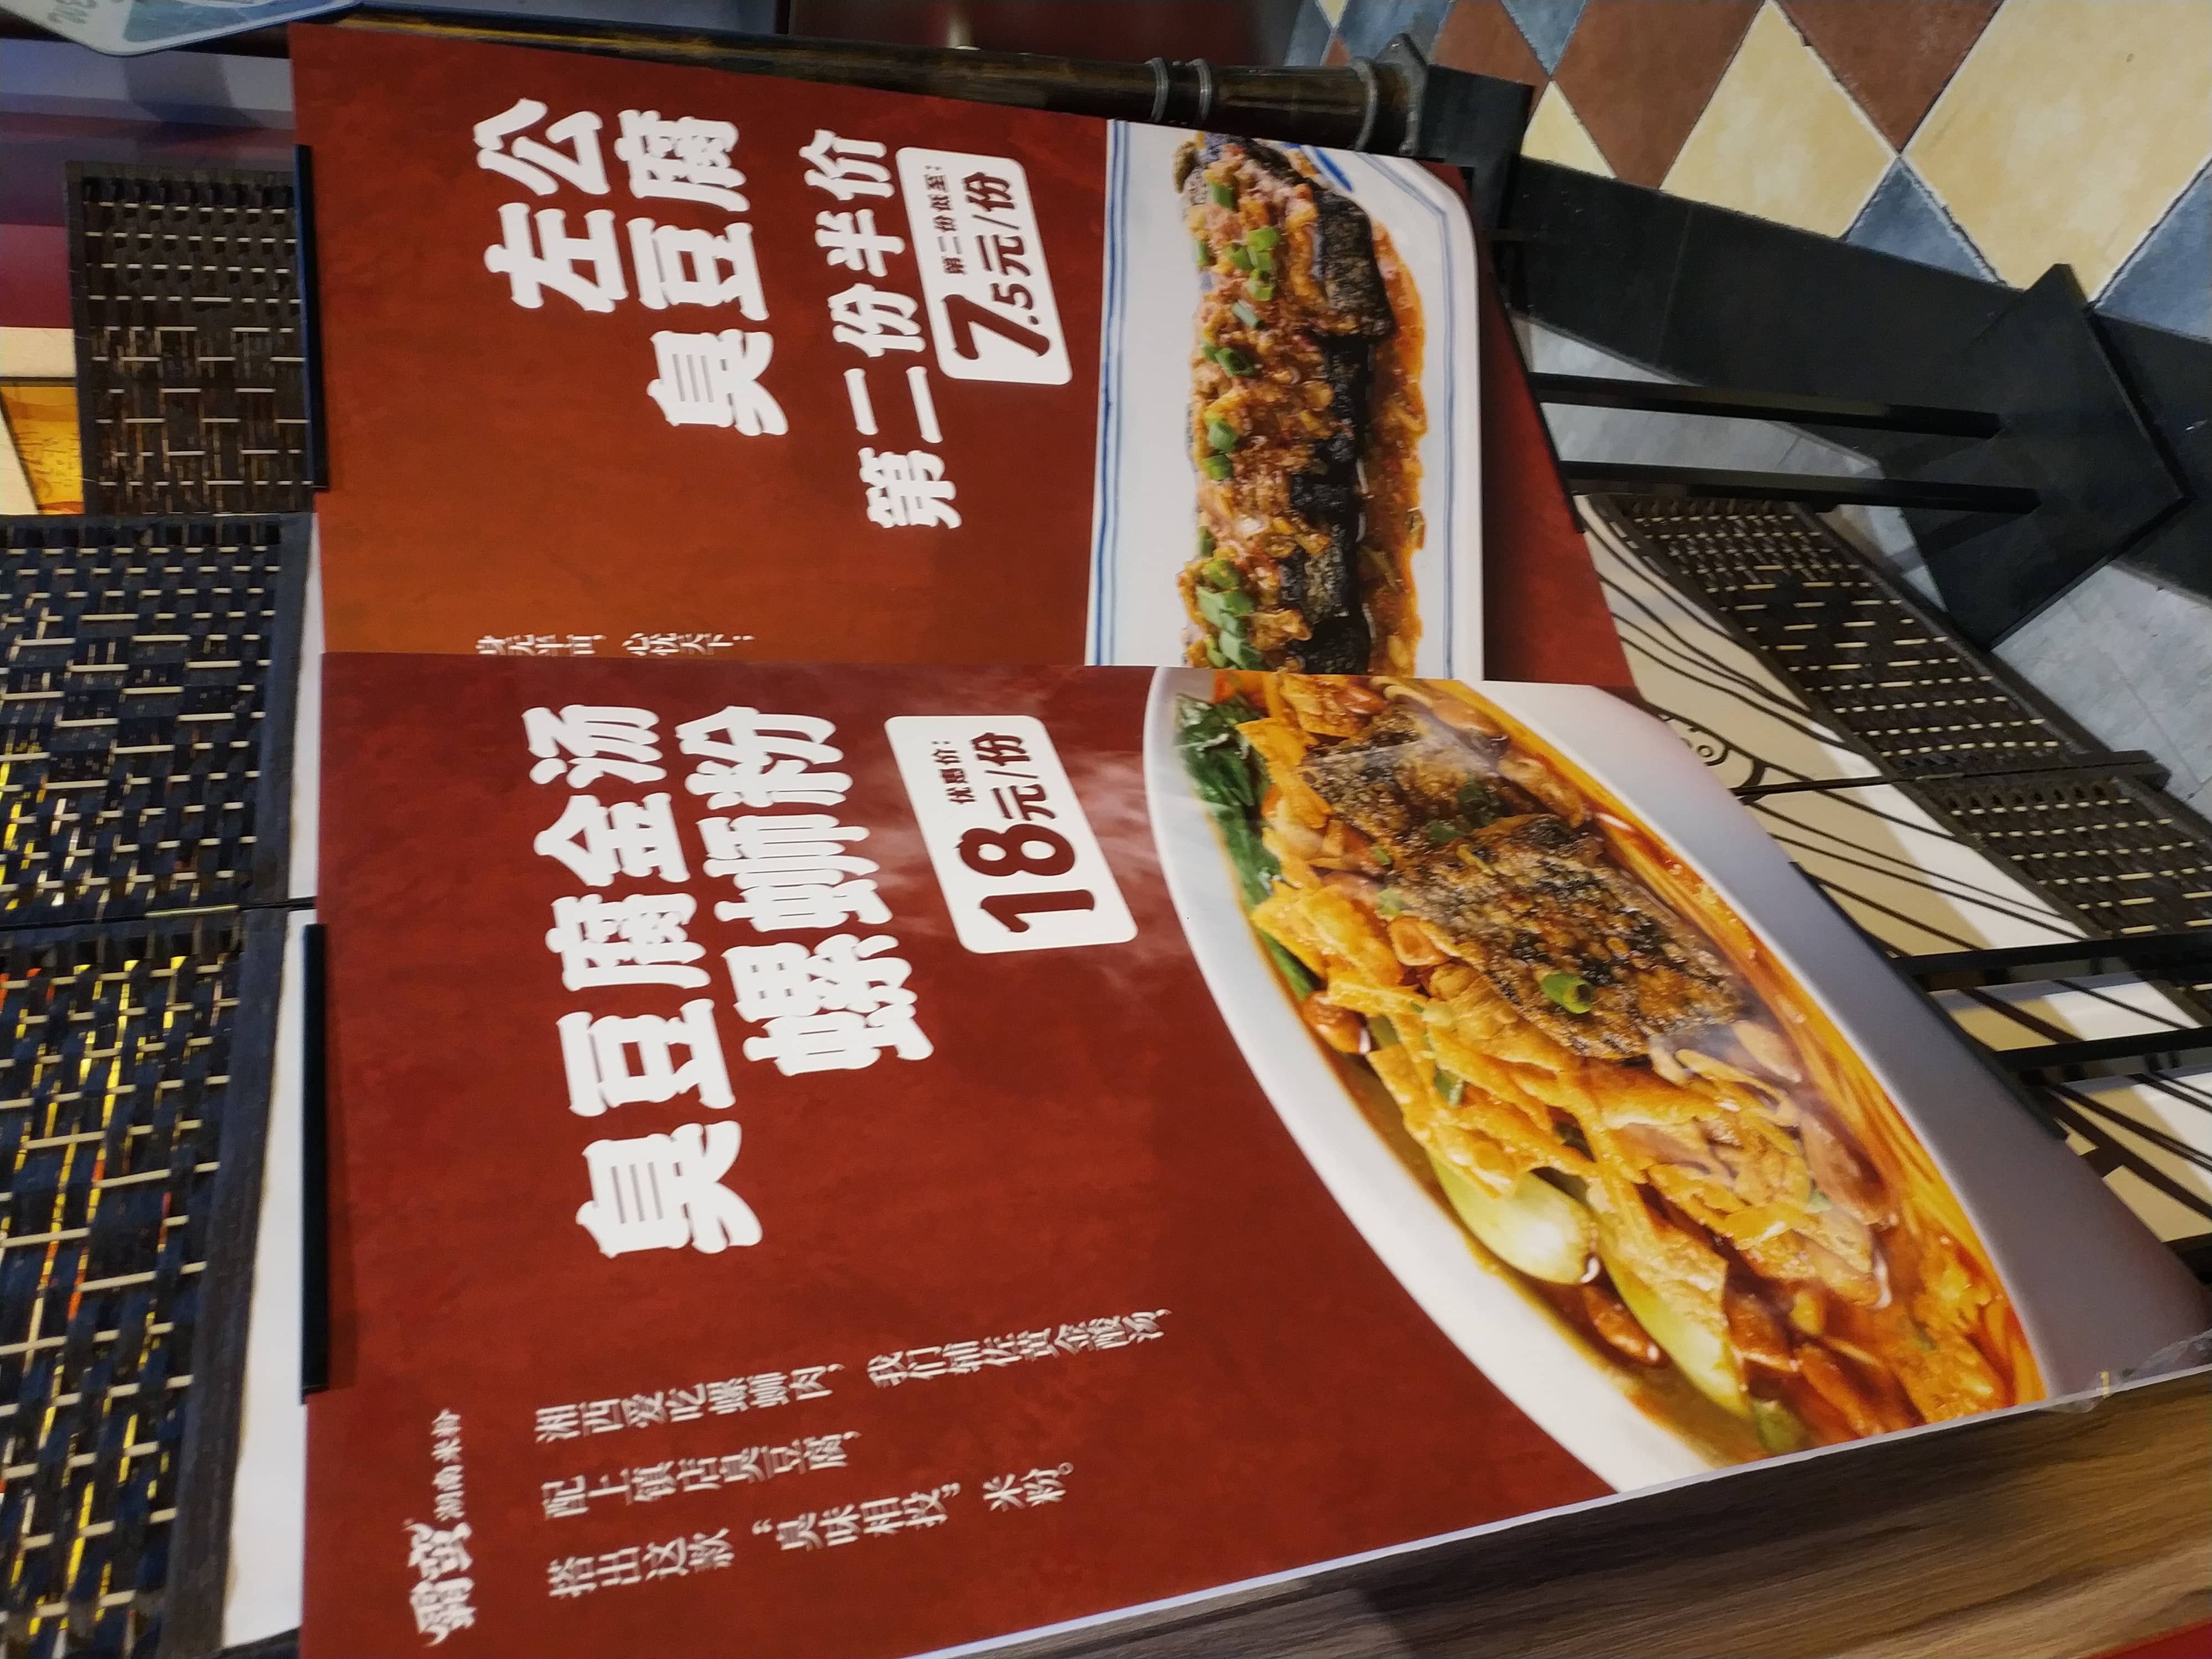 霸蛮 湖南米粉
臭豆腐金汤
螺蛳粉
优惠价：
18元/份
湘西爱吃螺蛳肉，我们辅佐黄金酸汤，
配上镇店臭豆腐，
搭出这款“臭味相投”米粉。
左公
臭豆腐
第二份半价
第二份低至：
7.5元/份
身无半亩，心忧天下；